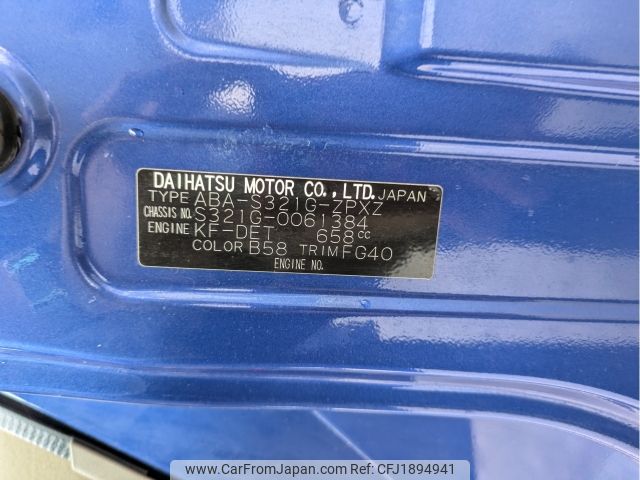 DAIHATSU MOTOR CO., LTD. JAPAN
TYPE ABA-S321G-ZPXZ
CHASSIS NO. S321G-0061384
ENGINE KF-DET 658cc
COLOR B58 TRIM FG40
ENGINE NO.
www.CarFromJapan.com Ref No: CFJ1894941